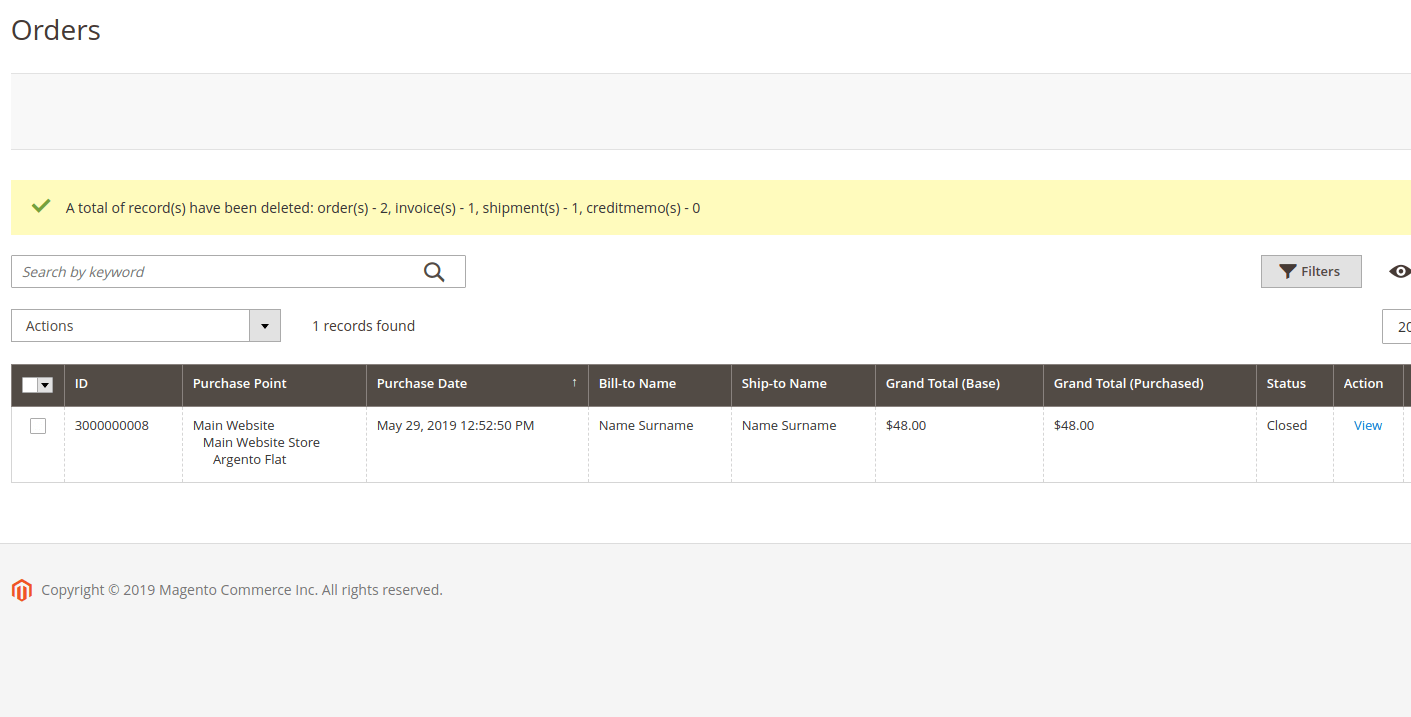 Orders
A total of record(s) have been deleted: order(s) - 2, invoice(s) - 1, shipment(s) - 1, creditmemo(s) - 0
Search by keyword
Filters
Actions
1 records found
20
ID Purchase Point Purchase Date ↑ Bill-to Name Ship-to Name Grand Total (Base) Grand Total (Purchased) Status Action
3000000008 Main Website May 29, 2019 12:52:50 PM Name Surname Name Surname $48.00 $48.00 Closed View
Main Website Store
Argento Flat
Copyright © 2019 Magento Commerce Inc. All rights reserved.